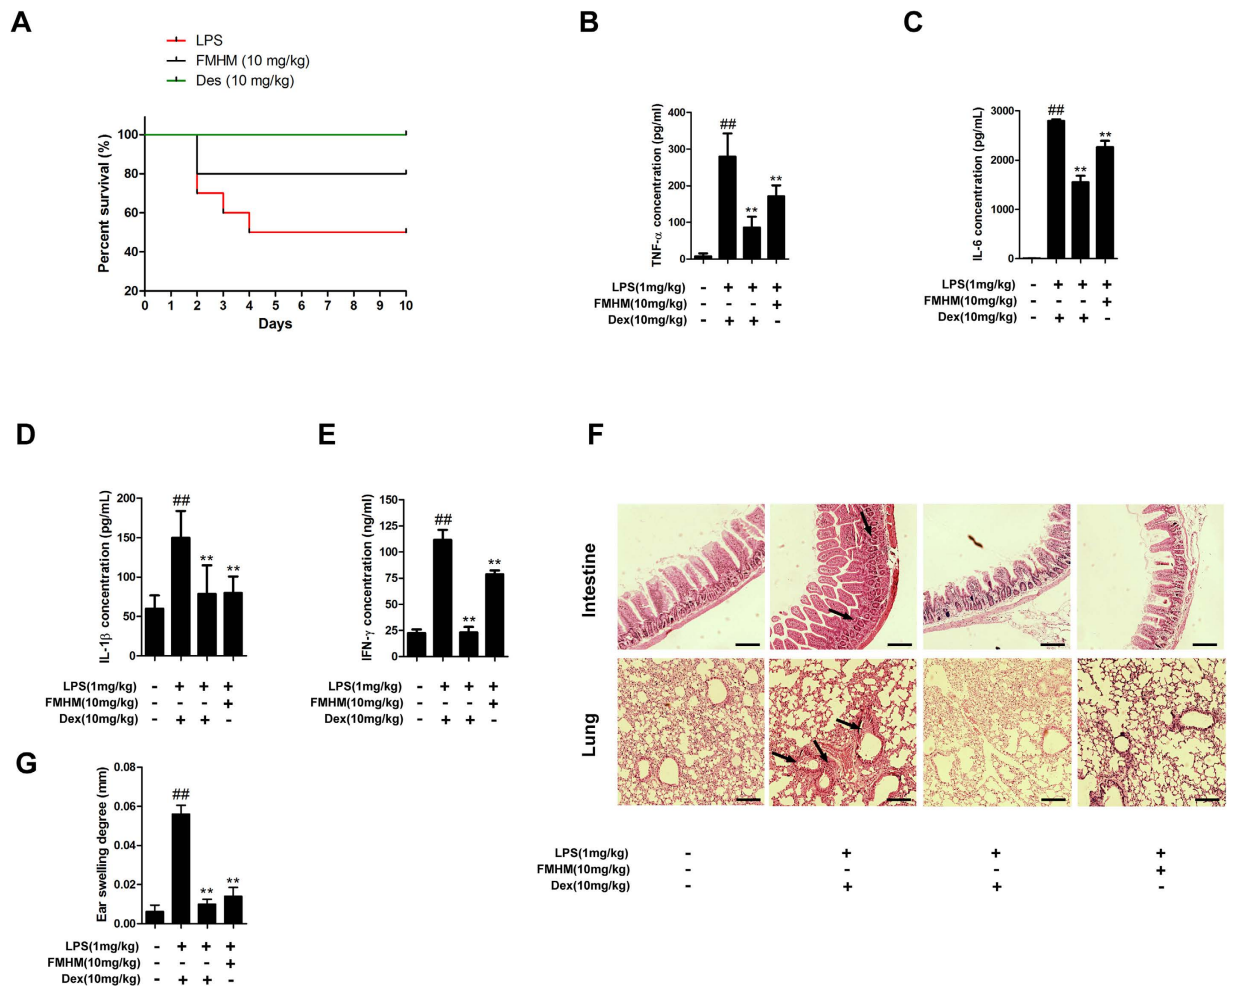 A
LPS
FMHM (10 mg/kg)
Des (10 mg/kg)
Percent survival (%)
100
80
60
40
20
0 1 2 3 4 5 6 7 8 9 10
Days
B
TNF-α concentration (pg/ml)
400
300
200
100
0
##
**
**
LPS(1mg/kg) - + + +
FMHM(10mg/kg) - - - +
Dex(10mg/kg) - + + -
C
IL-6 concentration (pg/mL)
3000
2000
1000
0
##
**
**
LPS(1mg/kg) - + + +
FMHM(10mg/kg) - - - +
Dex(10mg/kg) - + + -
D
IL-1β concentration (pg/mL)
200
150
100
50
0
##
**
**
LPS(1mg/kg) - + + +
FMHM(10mg/kg) - - - +
Dex(10mg/kg) - + + -
E
IFN-γ concentration (ng/ml)
150
125
100
75
50
25
0
##
**
**
LPS(1mg/kg) - + + +
FMHM(10mg/kg) - - - +
Dex(10mg/kg) - + + -
F
Intestine
Lung
LPS(1mg/kg) - + + +
FMHM(10mg/kg) - - - +
Dex(10mg/kg) - + + -
G
Ear swelling degree (mm)
0.08
0.06
0.04
0.02
0.00
##
**
**
LPS(1mg/kg) - + + +
FMHM(10mg/kg) - - - +
Dex(10mg/kg) - + + -